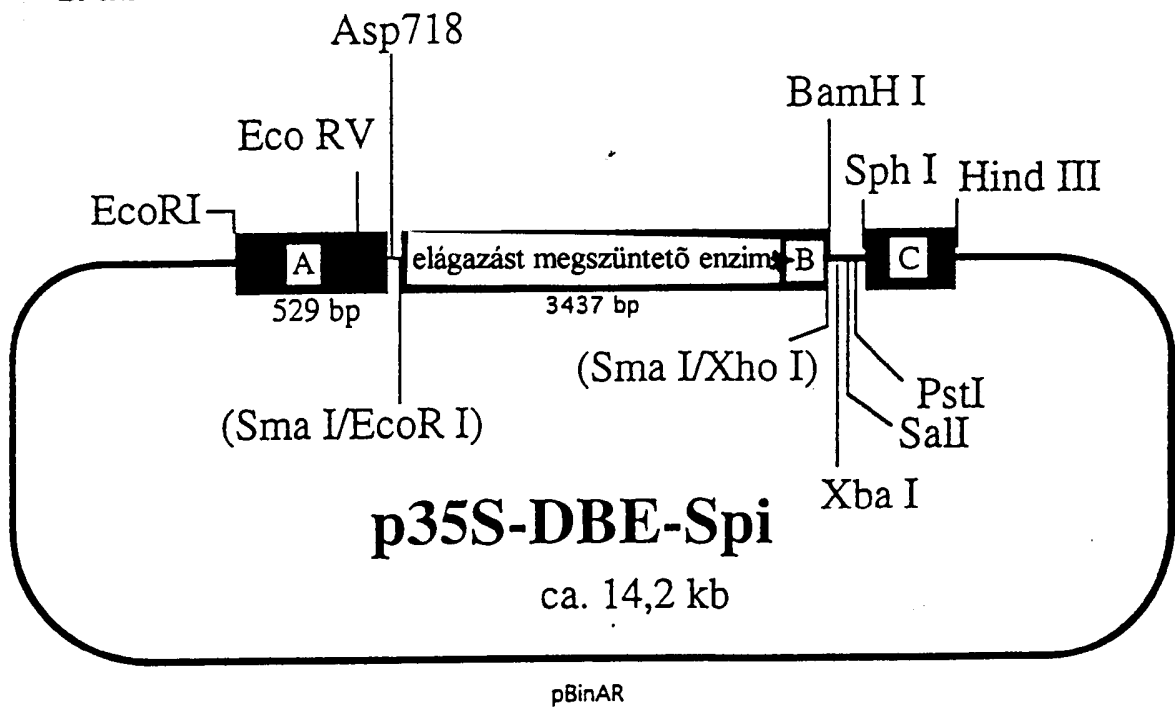 Asp718
BamH I
Eco RV
Sph I
Hind III
EcoRI
A
elágazást megszüntetõ enzim
B
C
529 bp
3437 bp
(Sma I/Xho I)
PstI
(Sma I/EcoR I)
SalI
Xba I
p35S-DBE-Spi
ca. 14,2 kb
pBinAR